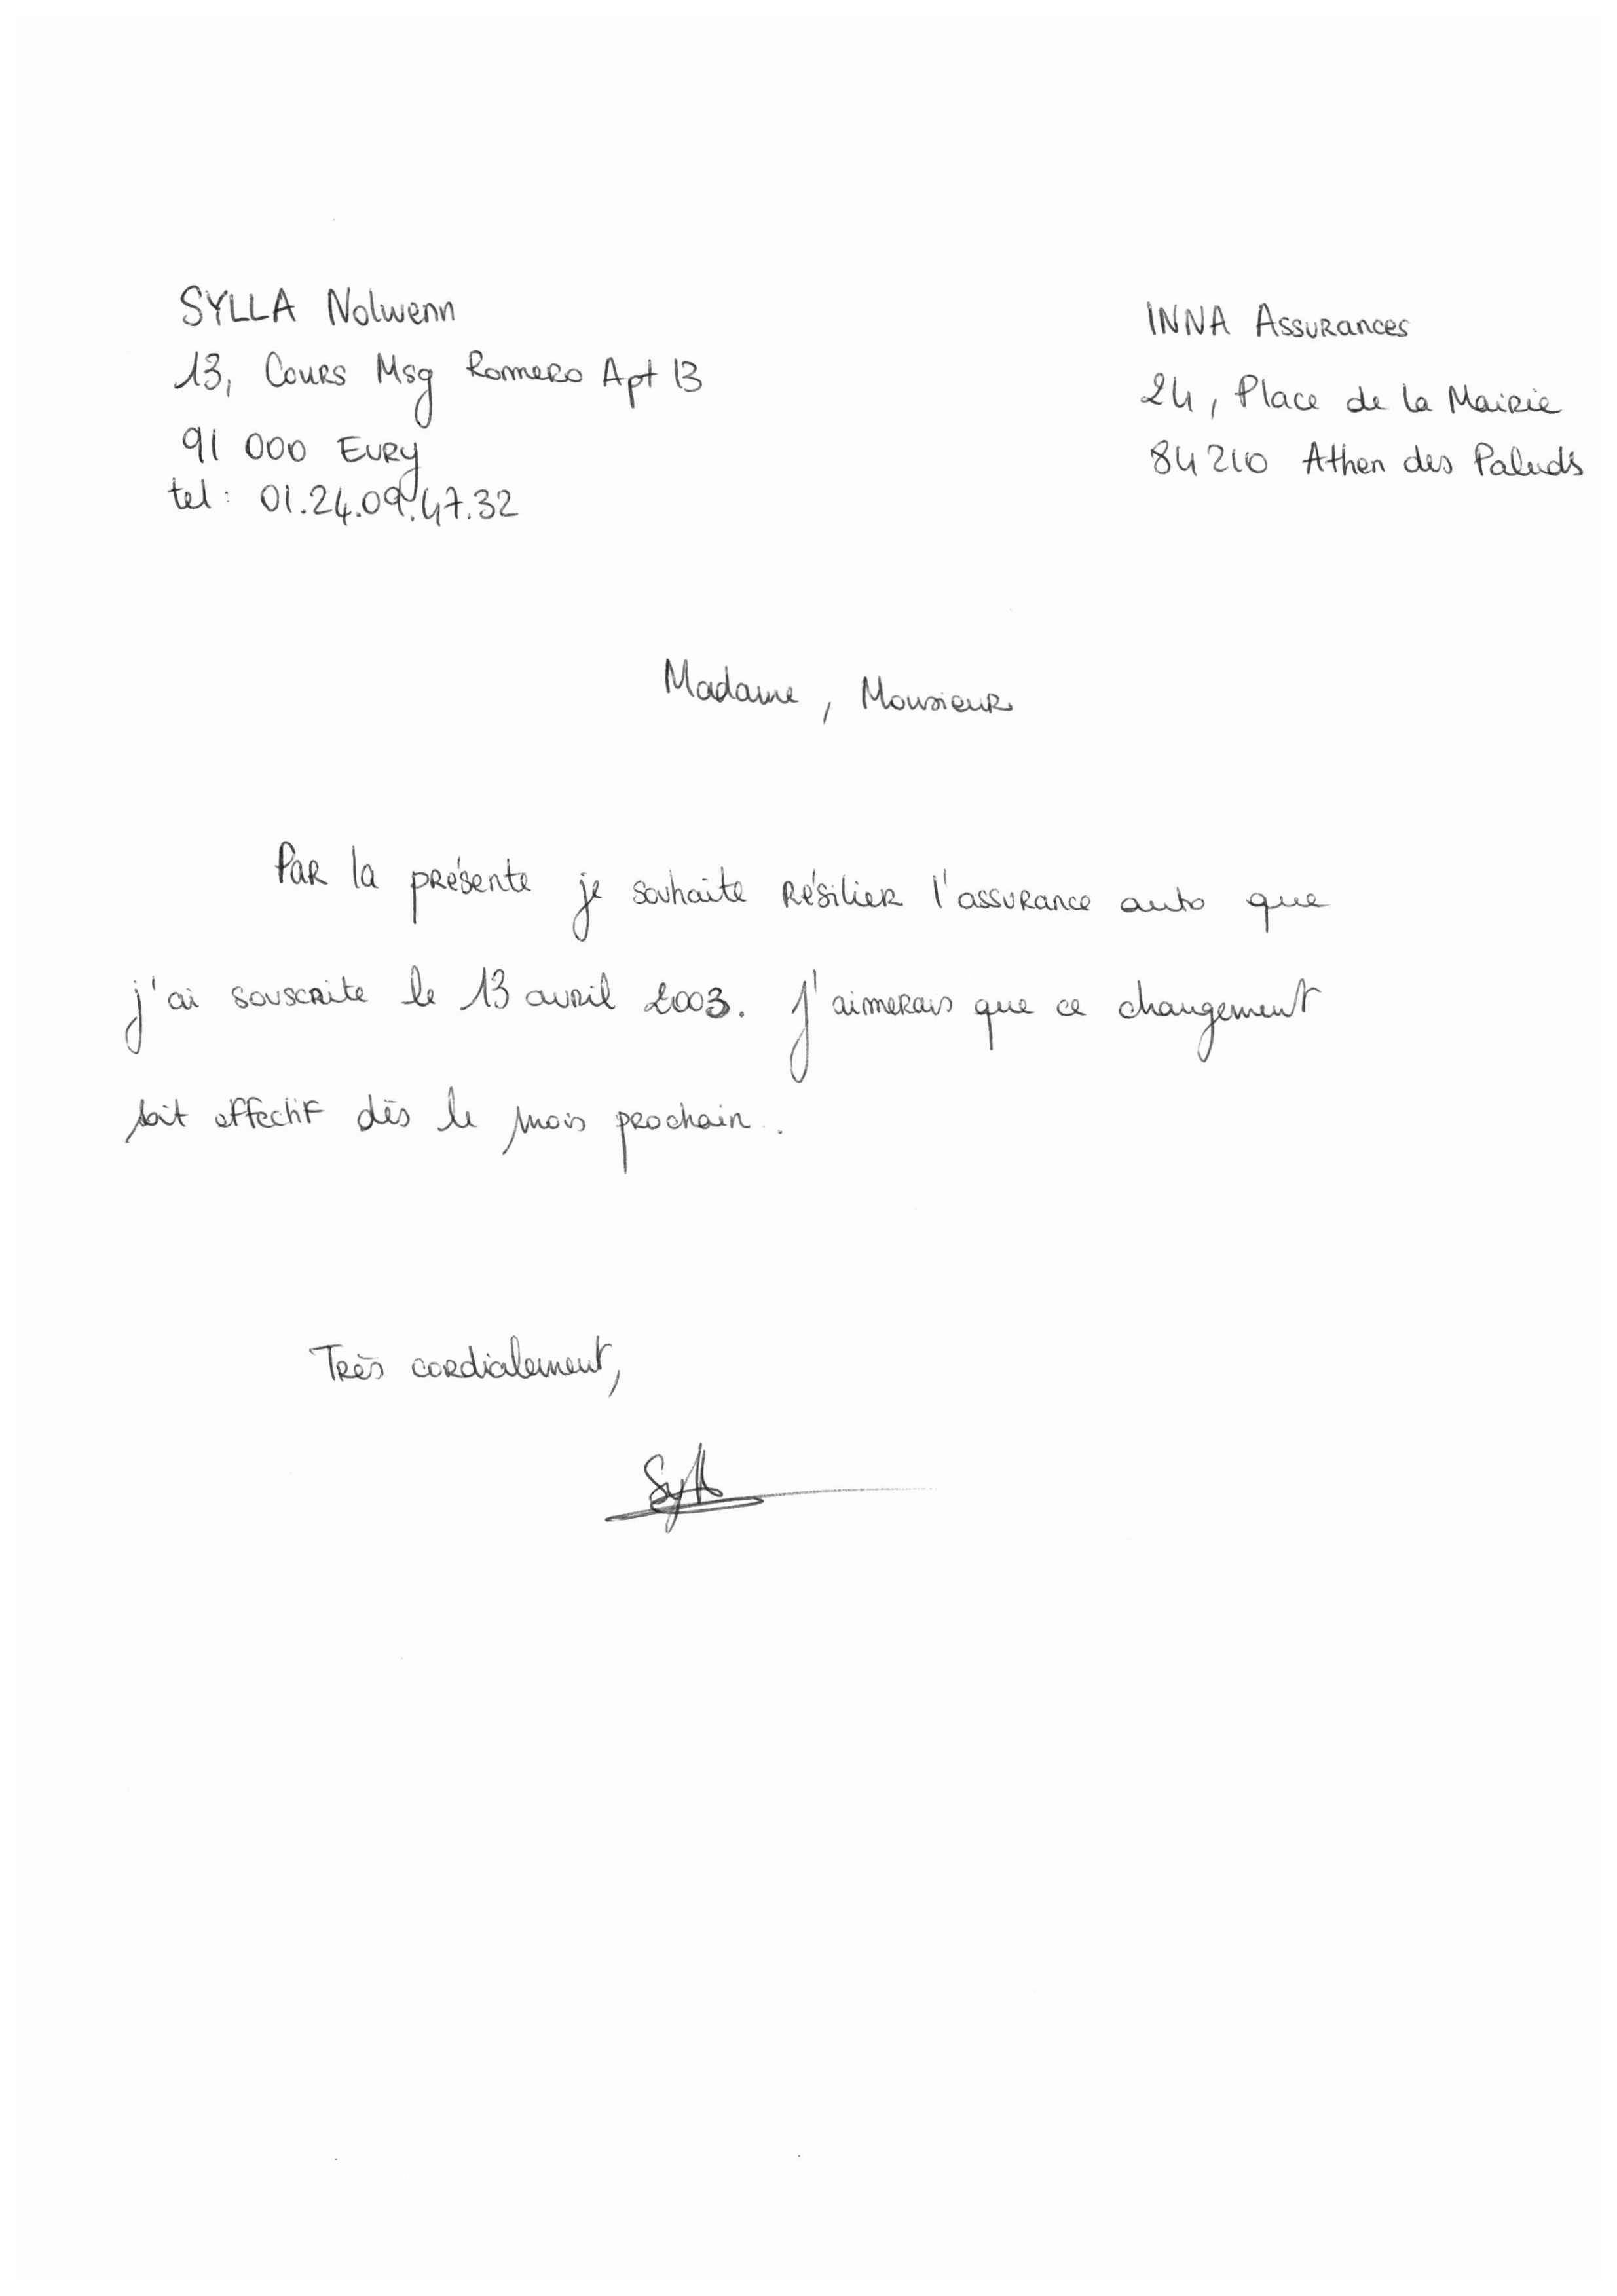 SYLLA Nolwenn
13, Cours Msg Romero Apt 13
91 000 EVRY
tel: 01.24.09.47.32
INNA Assurances
24, Place de la Mairie
84210 Athen des Paluds
Madame, Monsieur
Par la présente je souhaite résilier l'assurance auto que
j'ai souscrite le 13 avril 2003. J'aimerais que ce changement
soit effectif dès le mois prochain.
Très cordialement,
Sylla